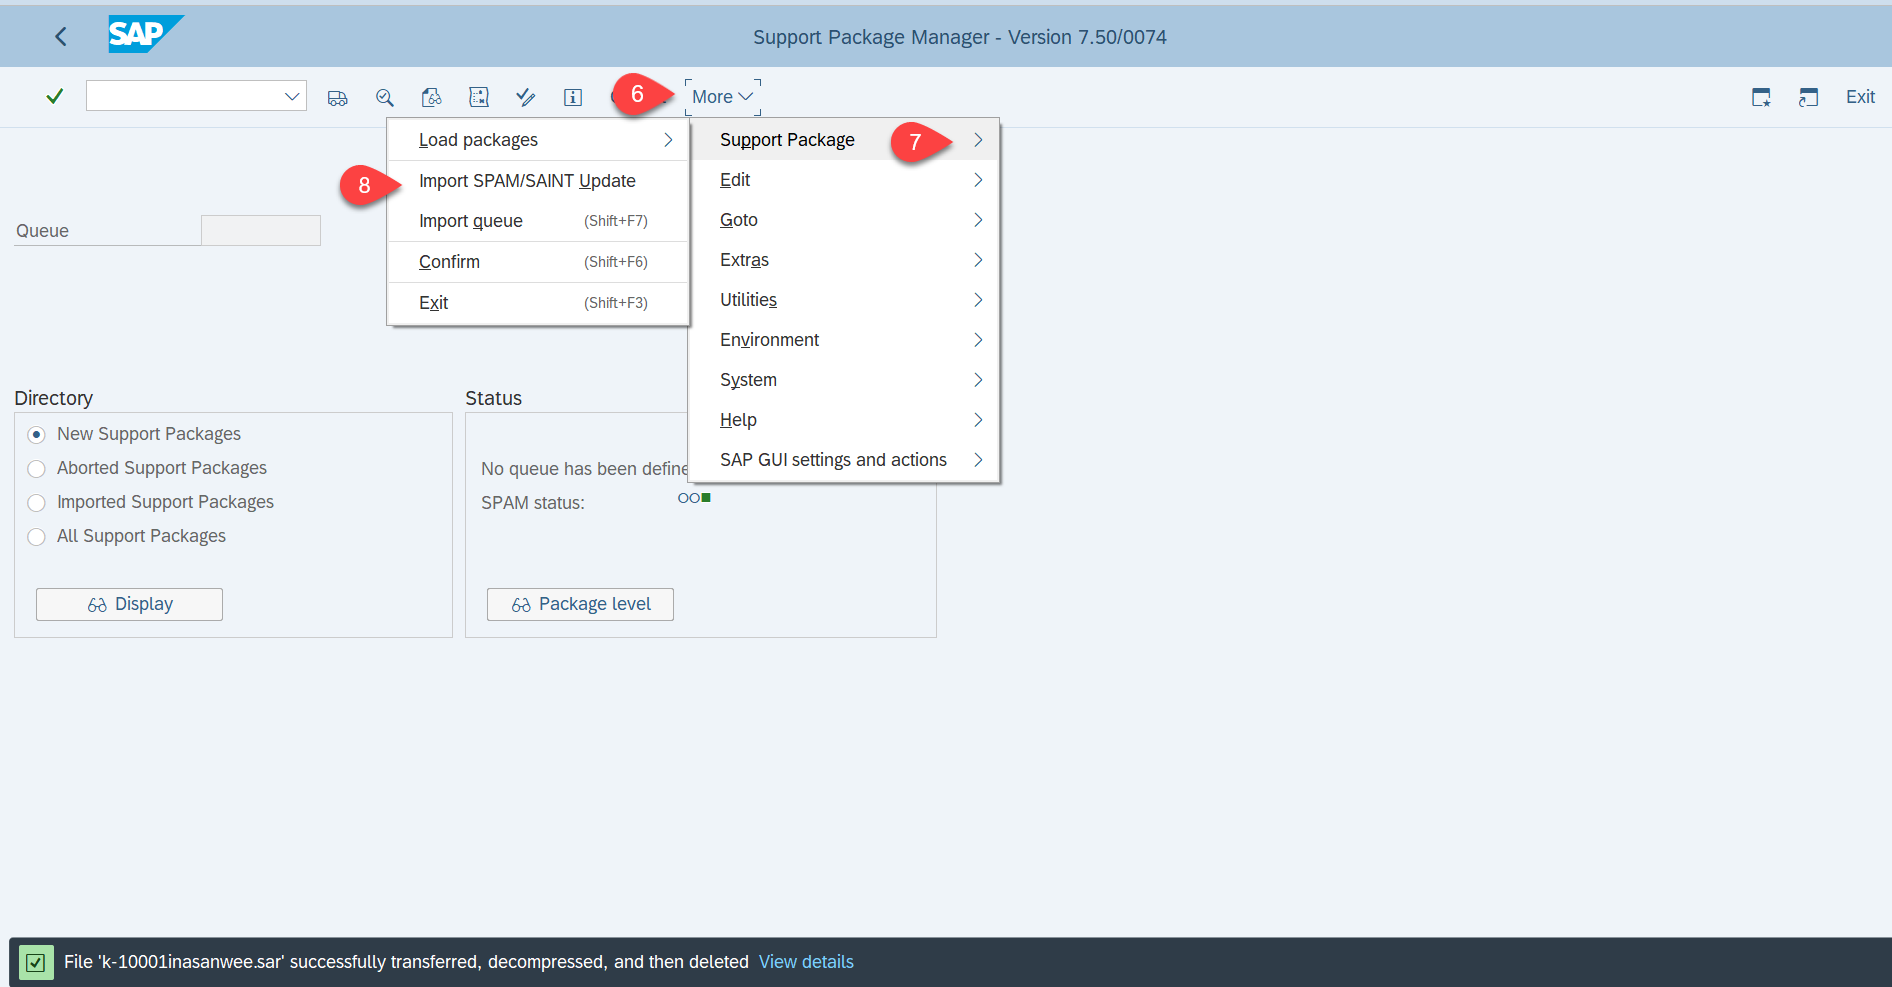 SAP
Support Package Manager - Version 7.50/0074
6
More
Exit
Load packages
Import SPAM/SAINT Update
Import queue (Shift+F7)
Confirm (Shift+F6)
Exit (Shift+F3)
8
Support Package
7
Edit
Goto
Extras
Utilities
Environment
System
Help
SAP GUI settings and actions
Queue
Directory
New Support Packages
Aborted Support Packages
Imported Support Packages
All Support Packages
Display
Status
No queue has been define
SPAM status:
Package level
File 'k-10001inasanwee.sar' successfully transferred, decompressed, and then deleted View details